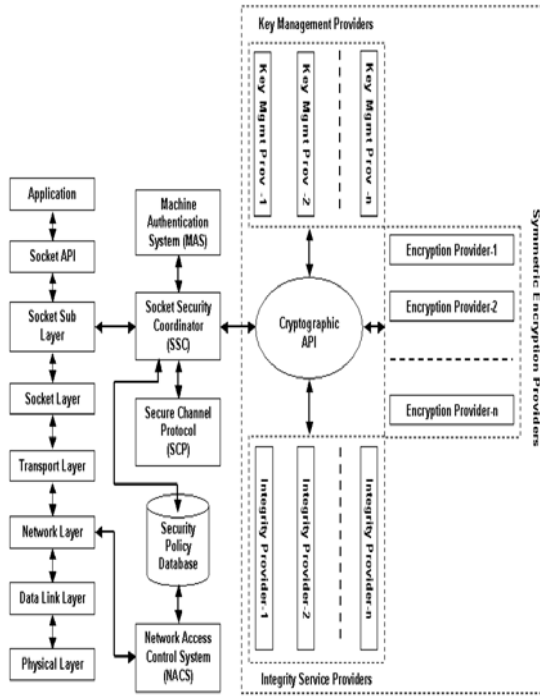 Key Management Providers
Key Mgmt Prov -1
Key Mgmt Prov -2
Key Mgmt Prov -n
Application
Socket API
Socket Sub
Layer
Socket Layer
Transport Layer
Network Layer
Data Link Layer
Physical Layer
Machine
Authentication
System (MAS)
Socket Security
Coordinator
(SSC)
Secure Channel
Protocol
(SCP)
Security
Policy
Database
Network Access
Control System
(NACS)
Cryptographic
API
Encryption Provider-1
Encryption Provider-2
Encryption Provider-n
Symmetric Encryption Providers
Integrity Provider-1
Integrity Provider-2
Integrity Provider-n
Integrity Service Providers